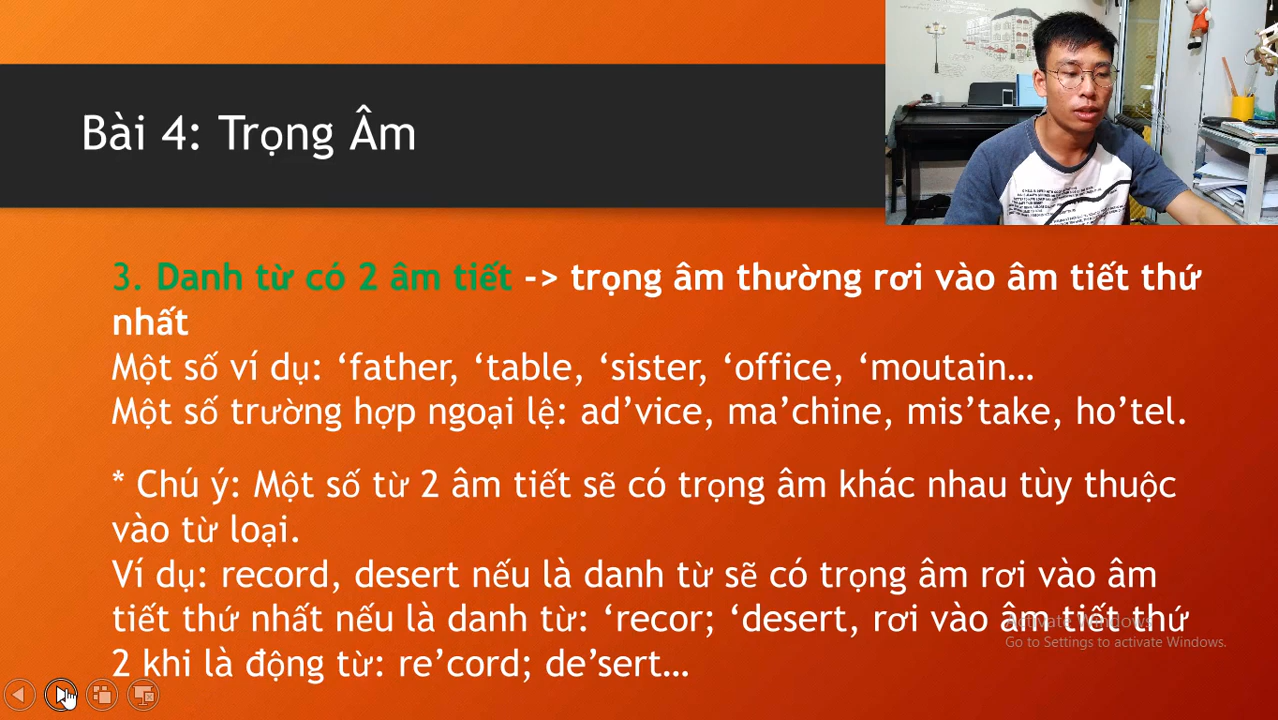 Bài 4: Trọng Âm
3. Danh từ có 2 âm tiết -> trọng âm thường rơi vào âm tiết thứ
nhất
Một số ví dụ: ‘father, ‘table, ‘sister, ‘office, ‘moutain…
Một số trường hợp ngoại lệ: ad’vice, ma’chine, mis’take, ho’tel.
* Chú ý: Một số từ 2 âm tiết sẽ có trọng âm khác nhau tùy thuộc
vào từ loại.
Ví dụ: record, desert nếu là danh từ sẽ có trọng âm rơi vào âm
tiết thứ nhất nếu là danh từ: ‘recor; ‘desert, rơi vào âm tiết thứ
2 khi là động từ: re’cord; de’sert…
Activate Windows
Go to Settings to activate Windows.